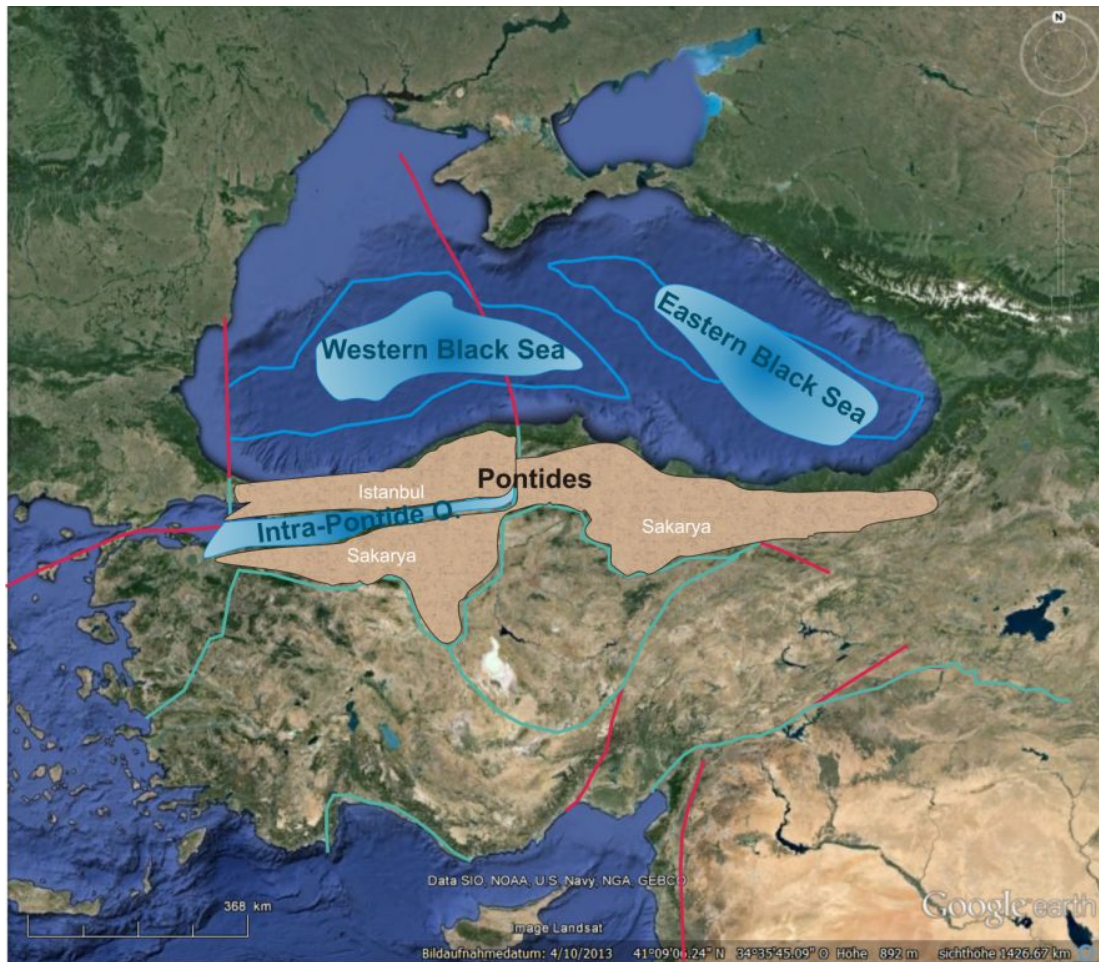 N
Western Black Sea
Eastern Black Sea
Pontides
Istanbul
Intra-Pontide O.
Sakarya
Sakarya
Data SIO, NOAA, U.S. Navy, NGA, GEBCO
368 km
Image Landsat
Google earth
Bildaufnahmedatum: 4/10/2013 41°09'06.24" N 34°35'45.09" O Höhe 892 m sichthöhe 1426.67 km